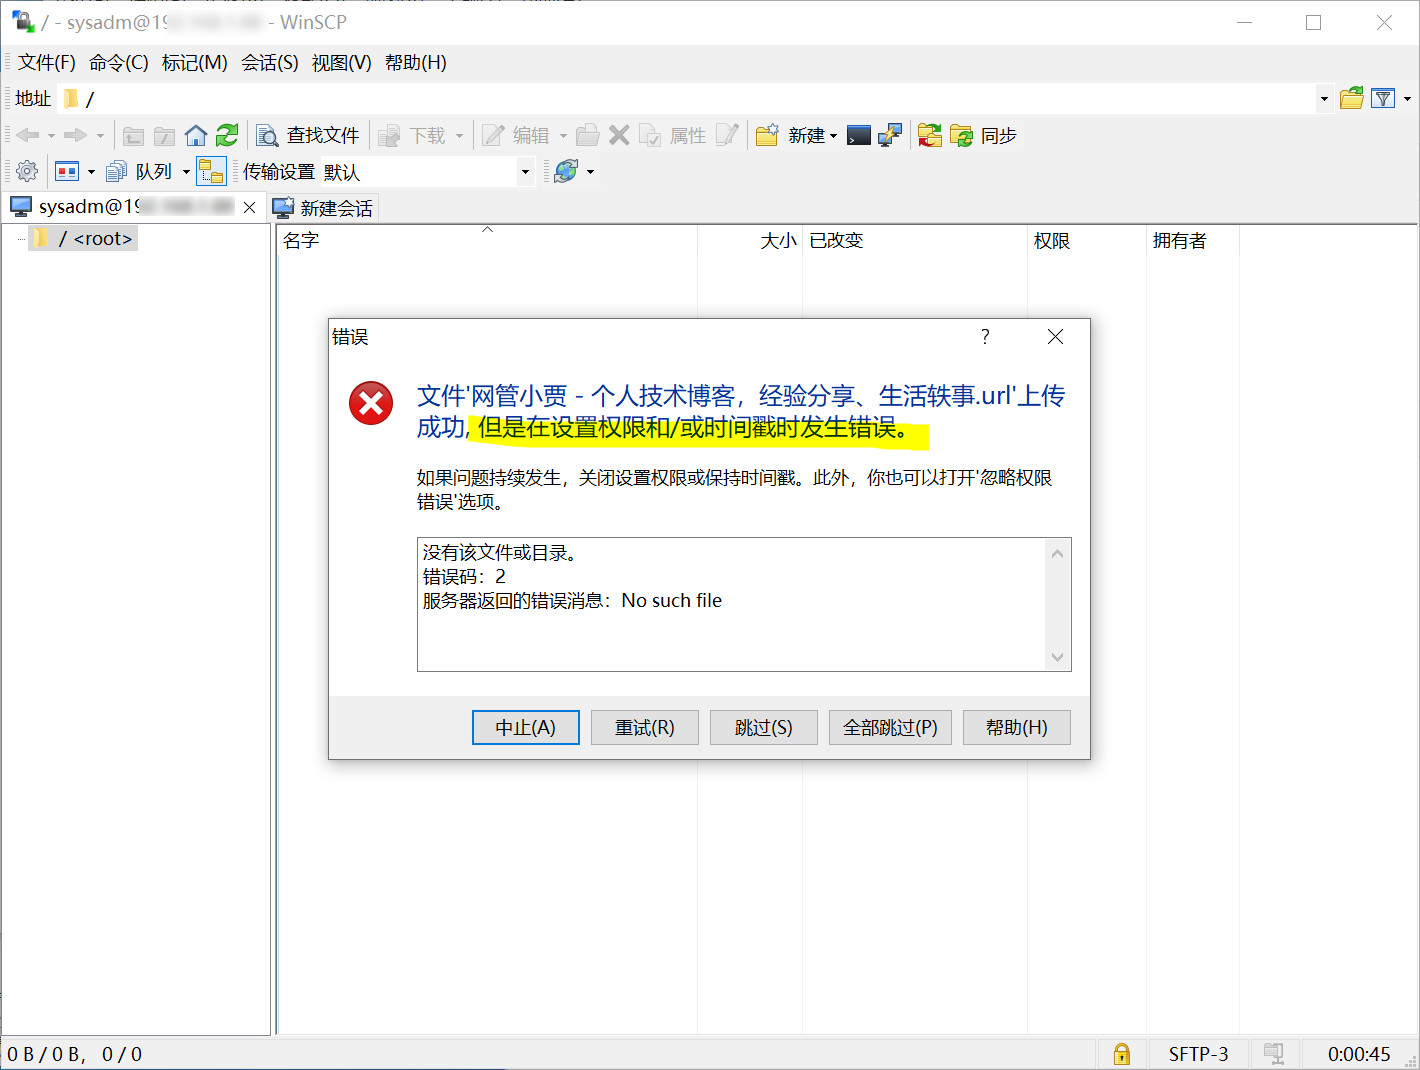 / - sysadm@19 - WinSCP
文件(F) 命令(C) 标记(M) 会话(S) 视图(V) 帮助(H)
地址 /
查找文件 下载 编辑 属性 新建 同步
队列 传输设置 默认
sysadm@19 新建会话
/ <root>
名字 大小 已改变 权限 拥有者
错误 ?
文件'网管小贾 - 个人技术博客，经验分享、生活轶事.url'上传
成功, 但是在设置权限和/或时间戳时发生错误。
如果问题持续发生，关闭设置权限或保持时间戳。此外，你也可以打开'忽略权限
错误'选项。
没有该文件或目录。
错误码：2
服务器返回的错误消息：No such file
中止(A) 重试(R) 跳过(S) 全部跳过(P) 帮助(H)
0 B / 0 B， 0 / 0 SFTP-3 0:00:45